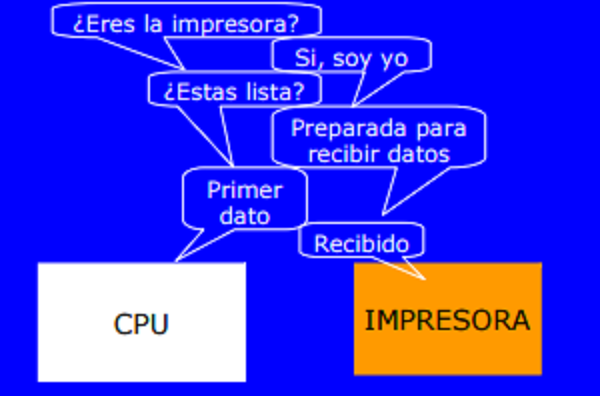 ¿Eres la impresora?
Si, soy yo
¿Estas lista?
Preparada para
recibir datos
Primer
dato
Recibido
CPU
IMPRESORA